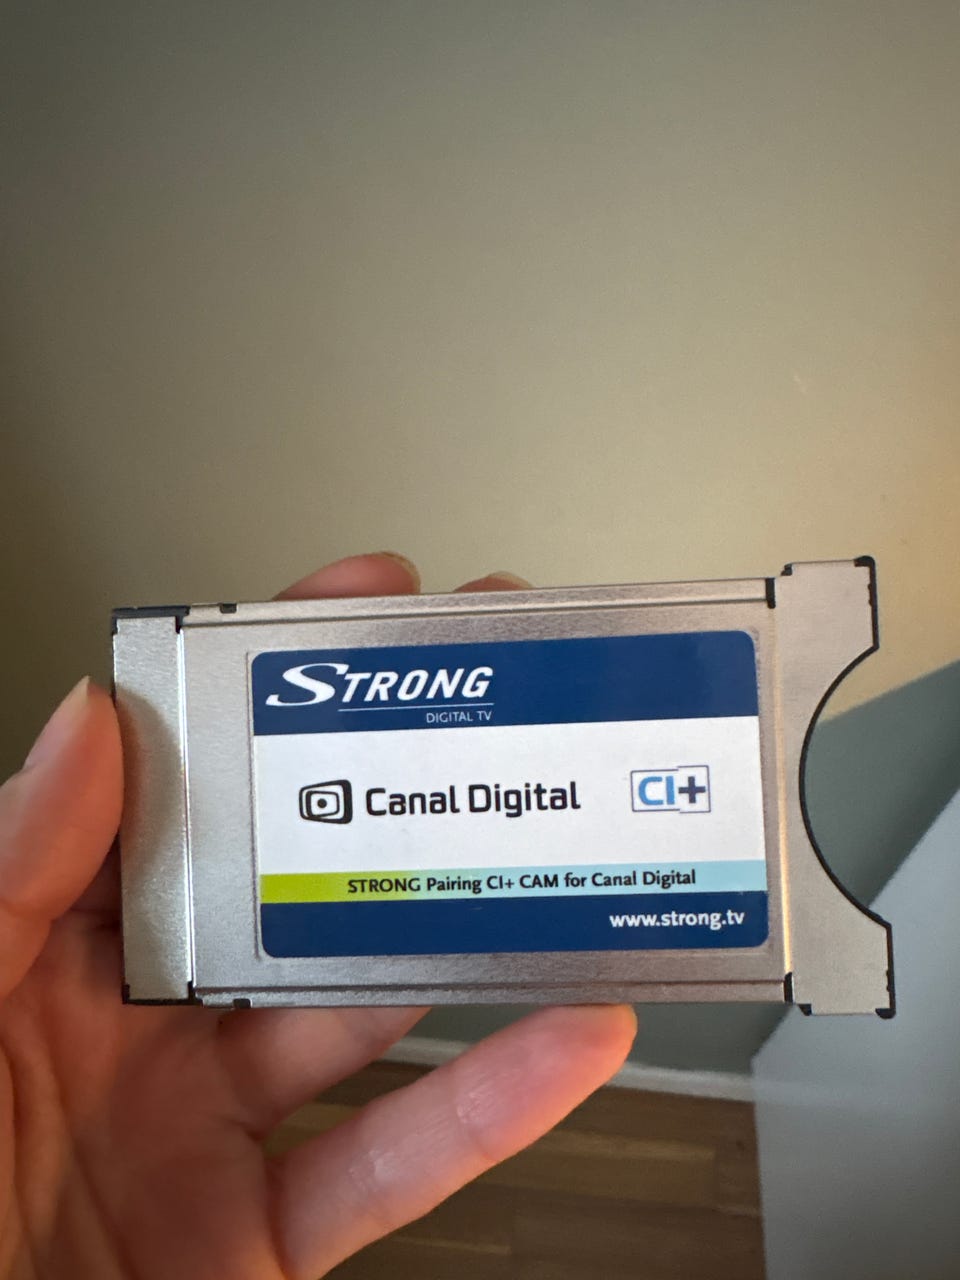 STRONG
DIGITAL TV
Canal Digital
CI+
STRONG Pairing CI+ CAM for Canal Digital
www.strong.tv